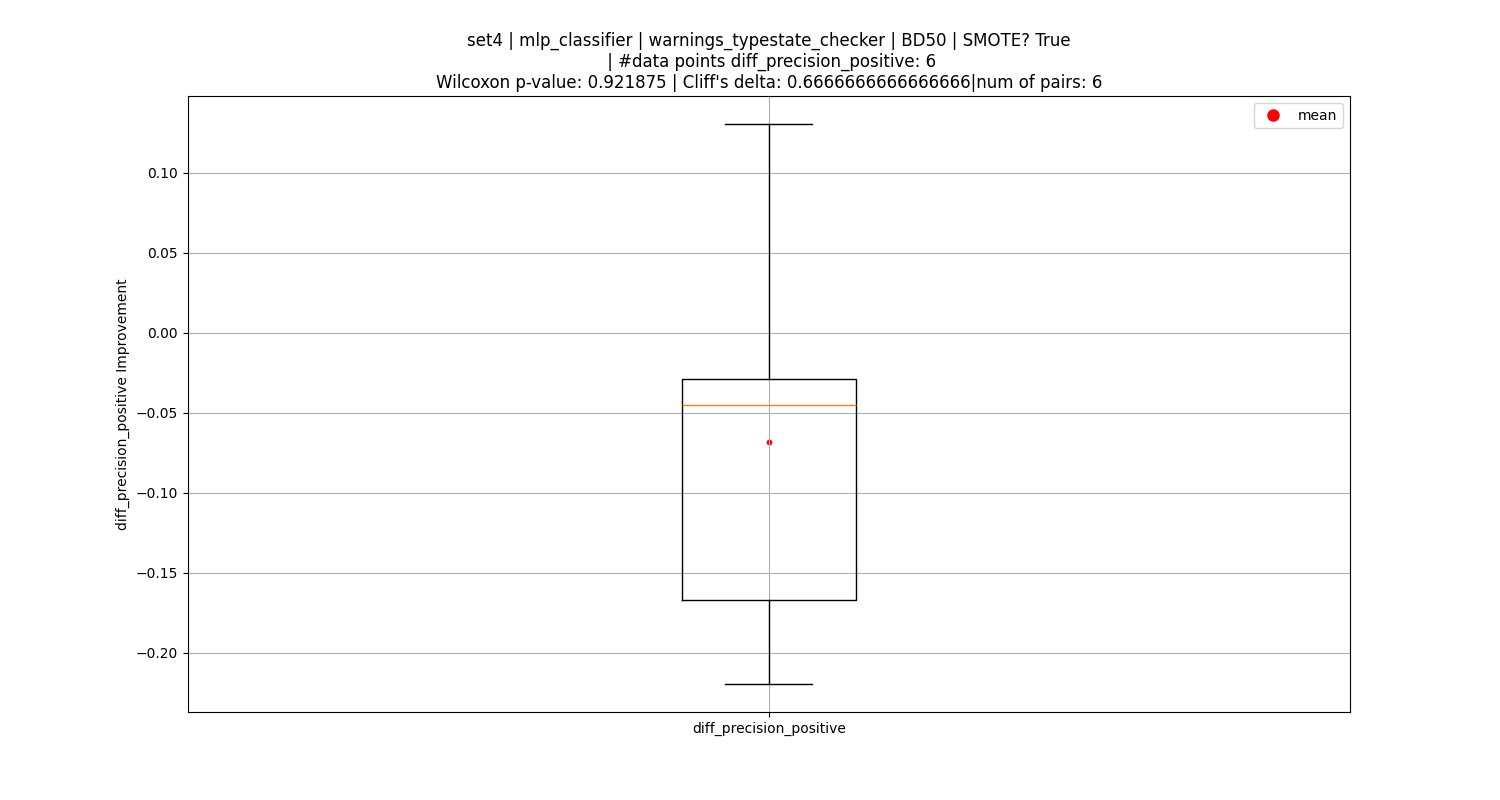 set4 | mlp_classifier | warnings_typestate_checker | BD50 | SMOTE? True
| #data points diff_precision_positive: 6
Wilcoxon p-value: 0.921875 | Cliff's delta: 0.6666666666666666|num of pairs: 6
mean
0.10
0.05
0.00
−0.05
−0.10
−0.15
−0.20
diff_precision_positive Improvement
diff_precision_positive